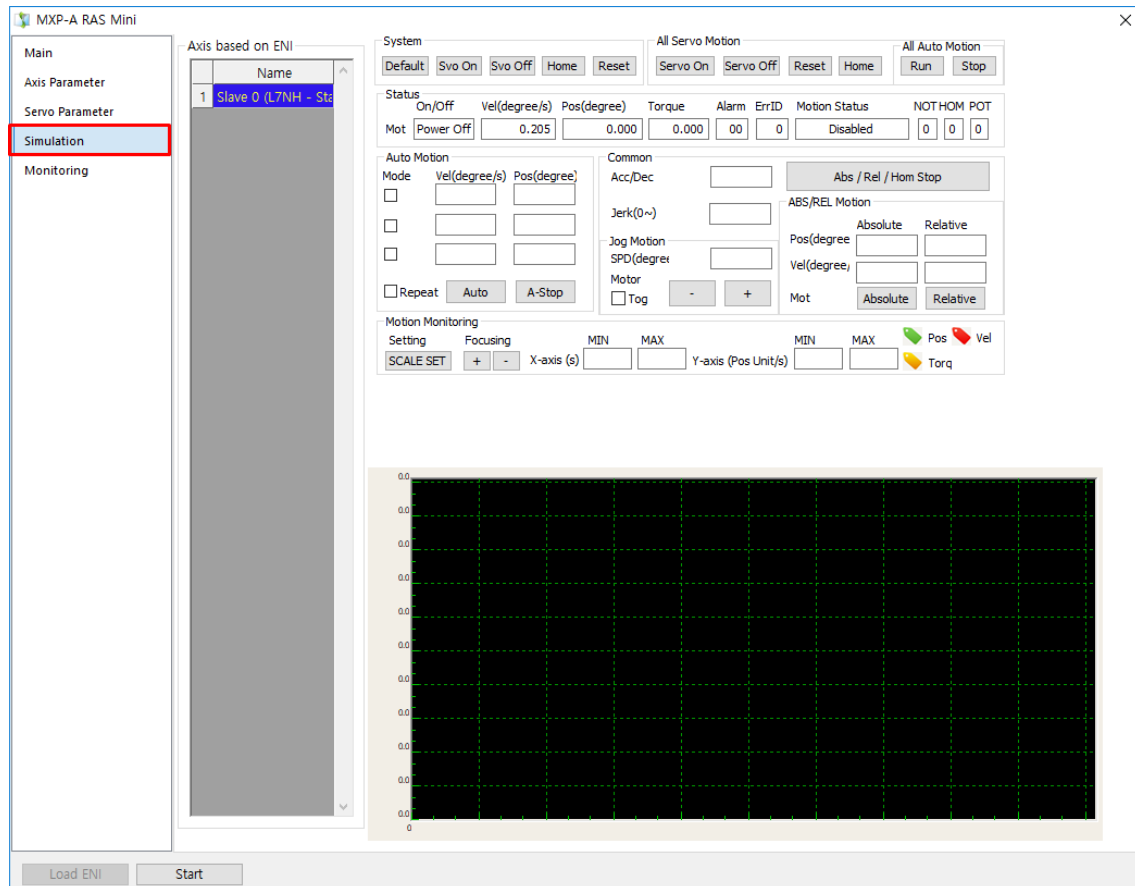 MXP-A RAS Mini
Main
Axis Parameter
Servo Parameter
Simulation
Monitoring
Axis based on ENI
Name
1 Slave 0 (L7NH - Sta
System
Default Svo On Svo Off Home Reset
All Servo Motion
Servo On Servo Off Reset Home
All Auto Motion
Run Stop
Status
On/Off Vel(degree/s) Pos(degree) Torque Alarm ErrID Motion Status NOT HOM POT
Mot Power Off 0.205 0.000 0.000 00 0 Disabled 0 0 0
Auto Motion
Mode Vel(degree/s) Pos(degree)
Repeat Auto A-Stop
Common
Acc/Dec
Jerk(0~)
Jog Motion
SPD(degree
Motor
Tog - +
Abs / Rel / Hom Stop
ABS/REL Motion
Absolute Relative
Pos(degree
Vel(degree/
Mot Absolute Relative
Motion Monitoring
Setting Focusing MIN MAX MIN MAX Pos Vel
SCALE SET + - X-axis (s) Y-axis (Pos Unit/s) Torq
0.0
0.0
0.0
0.0
0.0
0.0
0.0
0.0
0.0
0.0
0.0
0
Load ENI Start